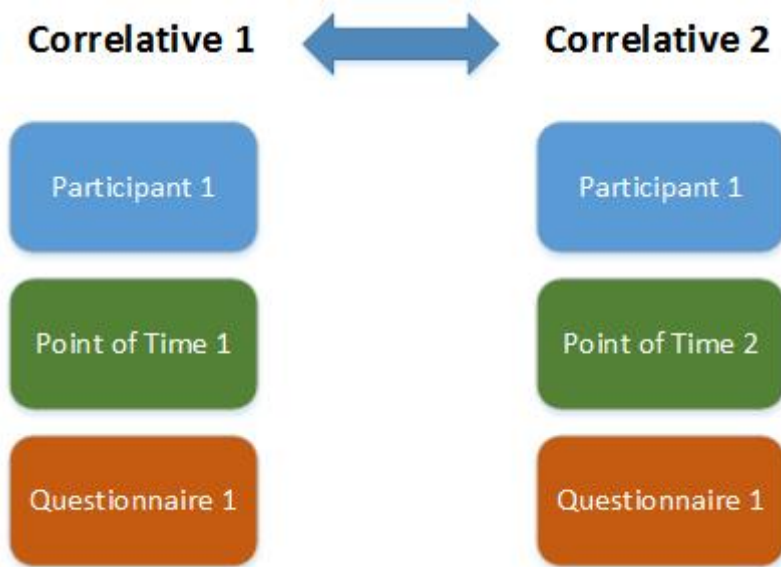 Correlative 1
Correlative 2
Participant 1
Participant 1
Point of Time 1
Point of Time 2
Questionnaire 1
Questionnaire 1